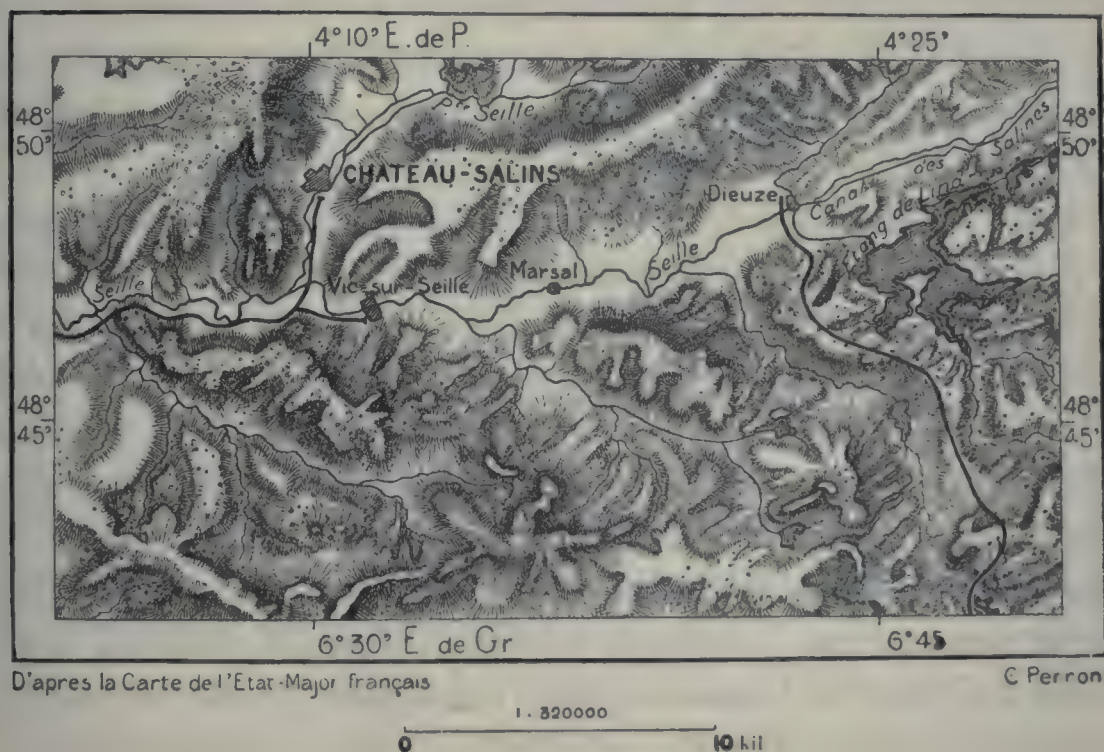 4° 10' E. de P. 4° 25'
Pte Seille
48° 50'
48° 50'
CHATEAU-SALINS
Dieuze
Canal des Salines
Etang de Lindre
Seille
Marsal
Seille
Vic-sur-Seille
48° 45'
48° 45'
6° 30' E de Gr 6° 45
D'apres la Carte de l'Etat-Major français C Perron
1 : 320000
0 10 kil